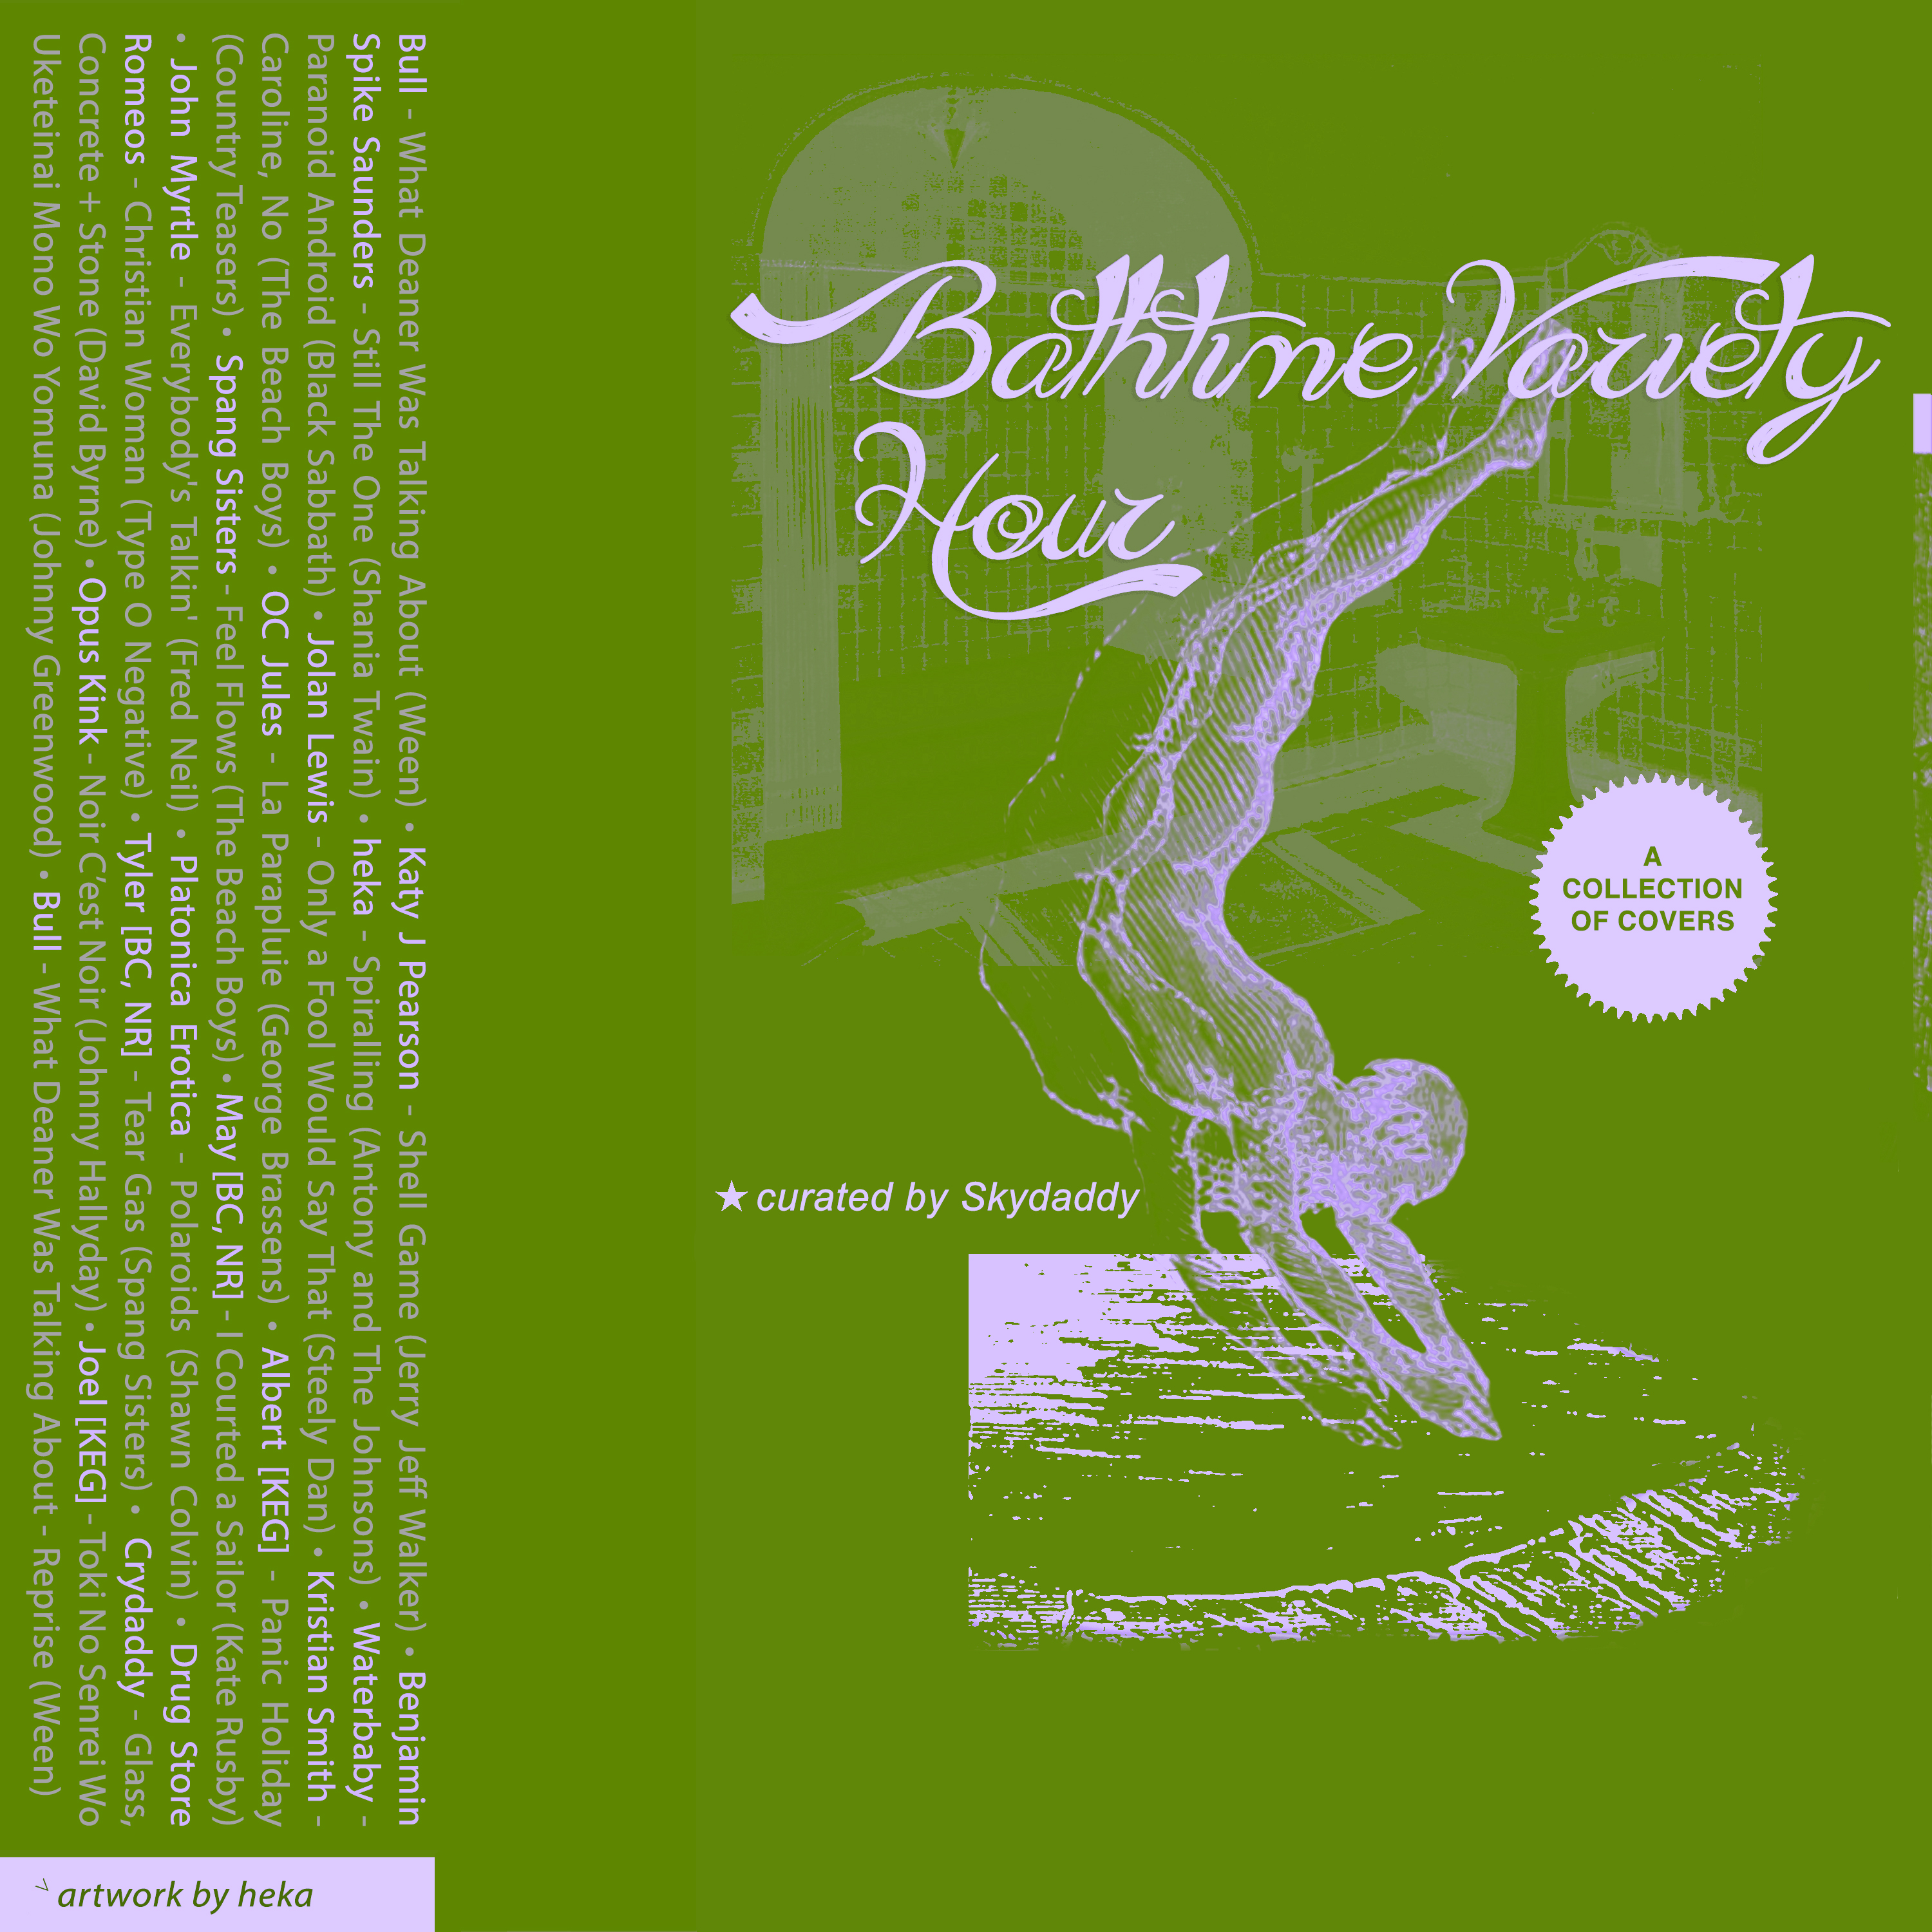 Bull - What Deaner Was Talking About (Ween) • Katy J Pearson - Shell Game (Jerry Jeff Walker) • Benjamin
Spike Saunders - Still The One (Shania Twain) • heka - Spiralling (Antony and The Johnsons) • Waterbaby -
Paranoid Android (Black Sabbath) • Jolan Lewis - Only a Fool Would Say That (Steely Dan) • Kristian Smith -
Caroline, No (The Beach Boys) • OC Jules - La Parapluie (George Brassens) • Albert [KEG] - Panic Holiday
(Country Teasers) • Spang Sisters - Feel Flows (The Beach Boys) • May [BC, NR] - I Courted a Sailor (Kate Rusby)
• John Myrtle - Everybody's Talkin' (Fred Neil) • Platonica Erotica - Polaroids (Shawn Colvin) • Drug Store
Romeos - Christian Woman (Type O Negative) • Tyler [BC, NR] - Tear Gas (Spang Sisters) • Crydaddy - Glass,
Concrete + Stone (David Byrne) • Opus Kink - Noir C'est Noir (Johnny Hallyday) • Joel [KEG] - Toki No Senrei Wo
Uketeinai Mono Wo Yomuna (Johnny Greenwood) • Bull - What Deaner Was Talking About - Reprise (Ween)
artwork by heka
Bathtime Variety
Hour
A
COLLECTION
OF COVERS
★ curated by Skydaddy